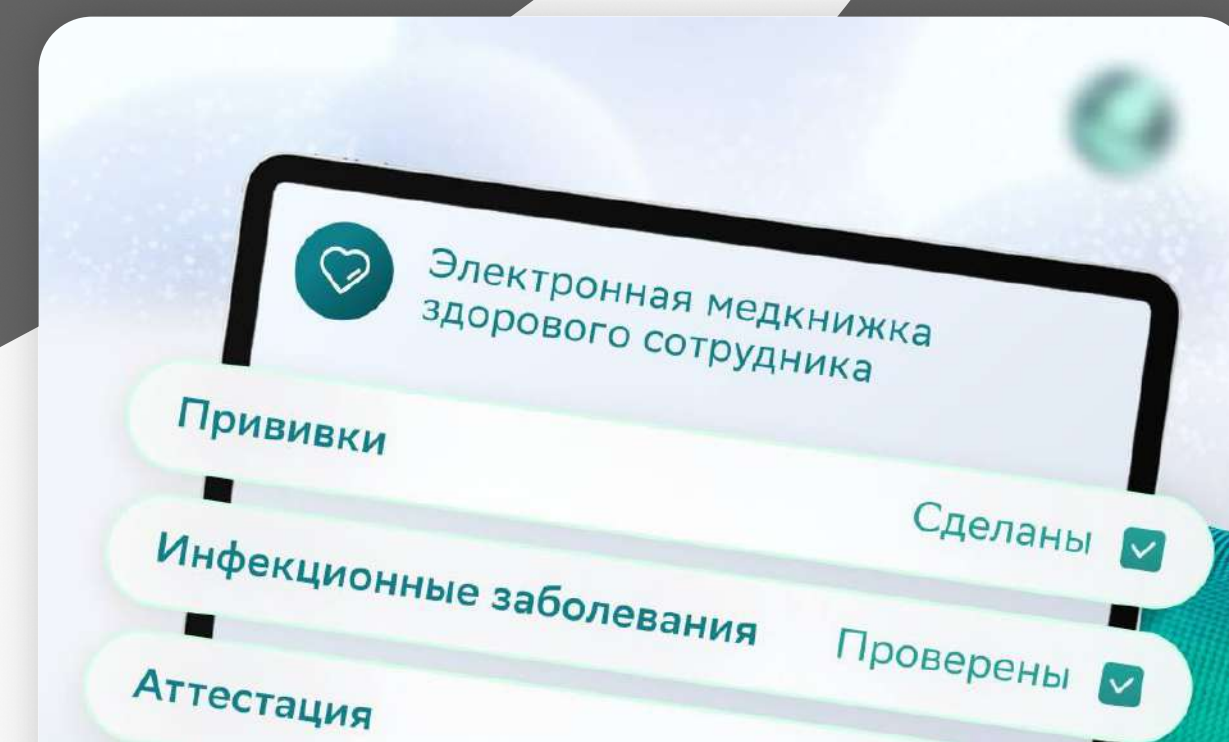 Электронная медкнижка
здорового сотрудника
Прививки
Сделаны
Инфекционные заболевания
Проверены
Аттестация